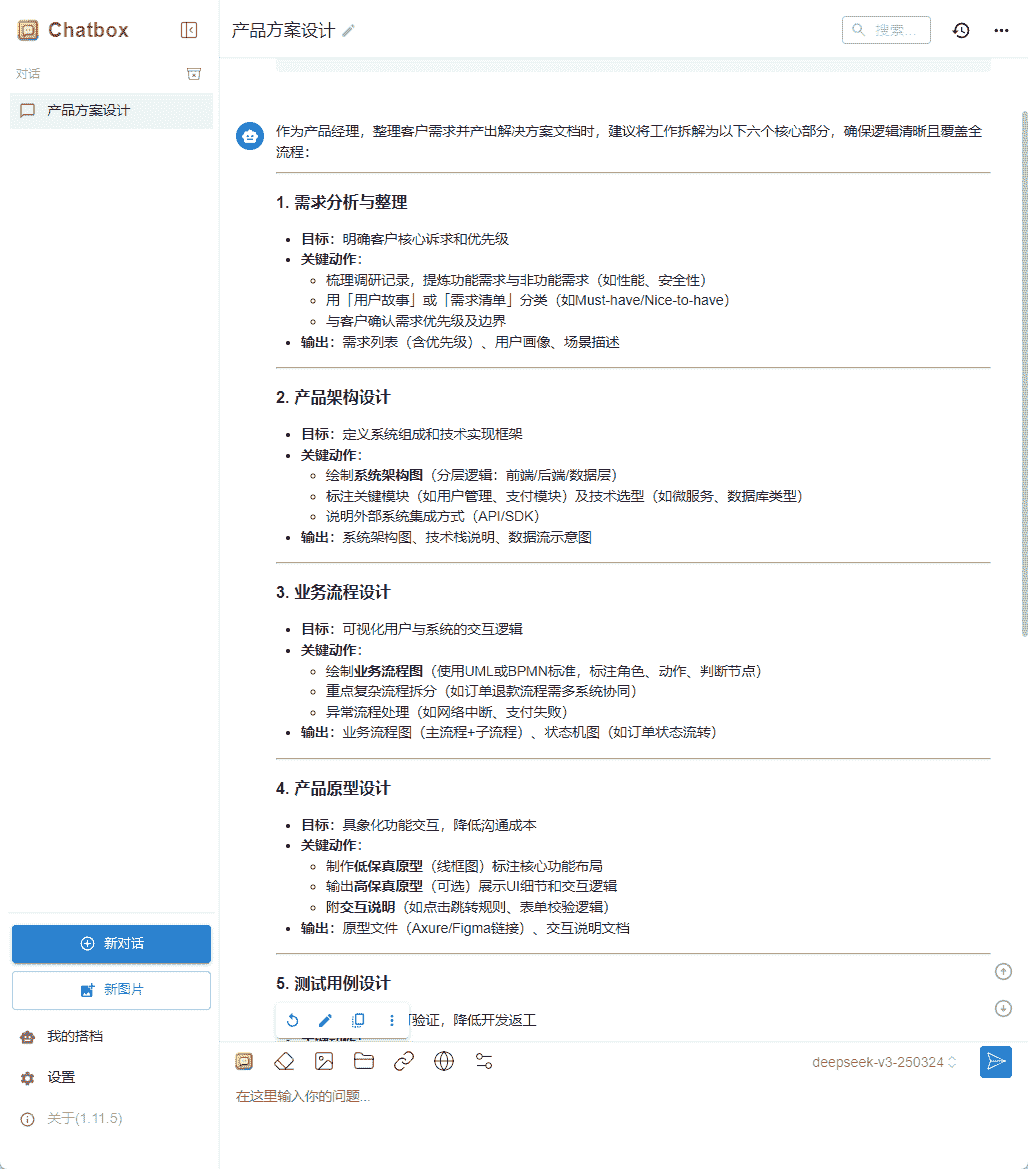 Chatbox
产品方案设计
搜索...
对话
产品方案设计
作为产品经理，整理客户需求并产出解决方案文档时，建议将工作拆解为以下六个核心部分，确保逻辑清晰且覆盖全
流程：
1. 需求分析与整理
• 目标：明确客户核心诉求和优先级
• 关键动作：
◦ 梳理调研记录，提炼功能需求与非功能需求（如性能、安全性）
◦ 用「用户故事」或「需求清单」分类（如Must-have/Nice-to-have）
◦ 与客户确认需求优先级及边界
• 输出：需求列表（含优先级）、用户画像、场景描述
2. 产品架构设计
• 目标：定义系统组成和技术实现框架
• 关键动作：
◦ 绘制系统架构图（分层逻辑：前端/后端/数据层）
◦ 标注关键模块（如用户管理、支付模块）及技术选型（如微服务、数据库类型）
◦ 说明外部系统集成方式（API/SDK）
• 输出：系统架构图、技术栈说明、数据流示意图
3. 业务流程设计
• 目标：可视化用户与系统的交互逻辑
• 关键动作：
◦ 绘制业务流程图（使用UML或BPMN标准，标注角色、动作、判断节点）
◦ 重点复杂流程拆分（如订单退款流程需多系统协同）
◦ 异常流程处理（如网络中断、支付失败）
• 输出：业务流程图（主流程+子流程）、状态机图（如订单状态流转）
4. 产品原型设计
• 目标：具象化功能交互，降低沟通成本
• 关键动作：
◦ 制作低保真原型（线框图）标注核心功能布局
◦ 输出高保真原型（可选）展示UI细节和交互逻辑
◦ 附交互说明（如点击跳转规则、表单校验逻辑）
• 输出：原型文件（Axure/Figma链接）、交互说明文档
5. 测试用例设计
验证，降低开发返工
新对话
新图片
我的搭档
设置
关于(1.11.5)
deepseek-v3-250324
在这里输入你的问题...